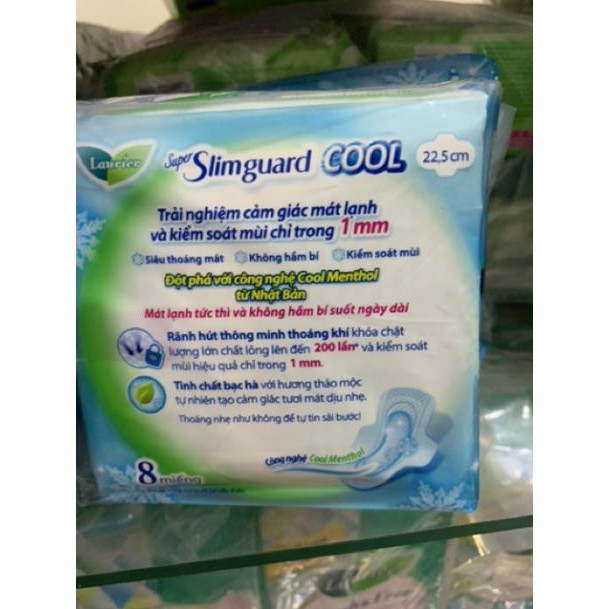 Laurier
Super Slimguard COOL
22,5cm
Trải nghiệm cảm giác mát lạnh
và kiểm soát mùi chỉ trong 1mm
Siêu thoáng mát Không hầm bí Kiểm soát mùi
Đột phá với công nghệ Cool Menthol
từ Nhật Bản
Mát lạnh tức thì và không hầm bí suốt ngày dài
Rãnh hút thông minh thoáng khí khóa chặt
lượng lớn chất lỏng lên đến 200 lần* và kiểm soát
mùi hiệu quả chỉ trong 1 mm.
Tinh chất bạc hà với hương thảo mộc
tự nhiên tạo cảm giác tươi mát dịu nhẹ.
Thoáng nhẹ như không để tự tin sải bước!
Công nghệ Cool Menthol
8 miếng